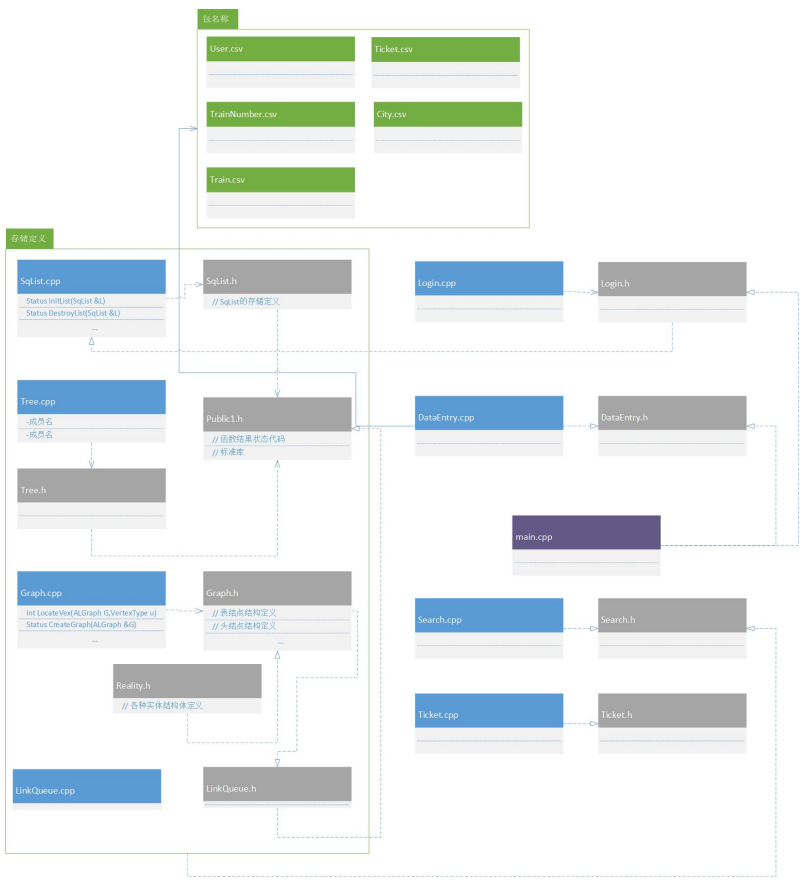 包名称
User.csv
Ticket.csv
TrainNumber.csv
City.csv
Train.csv
存储定义
SqList.cpp
Status InitList(SqList &L)
Status DestroyList(SqList &L)
...
SqList.h
// SqList的存储定义
Login.cpp
Login.h
Tree.cpp
-成员名
-成员名
Public1.h
// 函数结果状态代码
// 标准库
DataEntry.cpp
DataEntry.h
Tree.h
main.cpp
Graph.cpp
int LocateVex(ALGraph G,VertexType u)
Status CreateGraph(ALGraph &G)
...
Graph.h
// 表结点结构定义
// 头结点结构定义
...
Search.cpp
Search.h
Reality.h
// 各种实体结构体定义
Ticket.cpp
Ticket.h
LinkQueue.cpp
LinkQueue.h